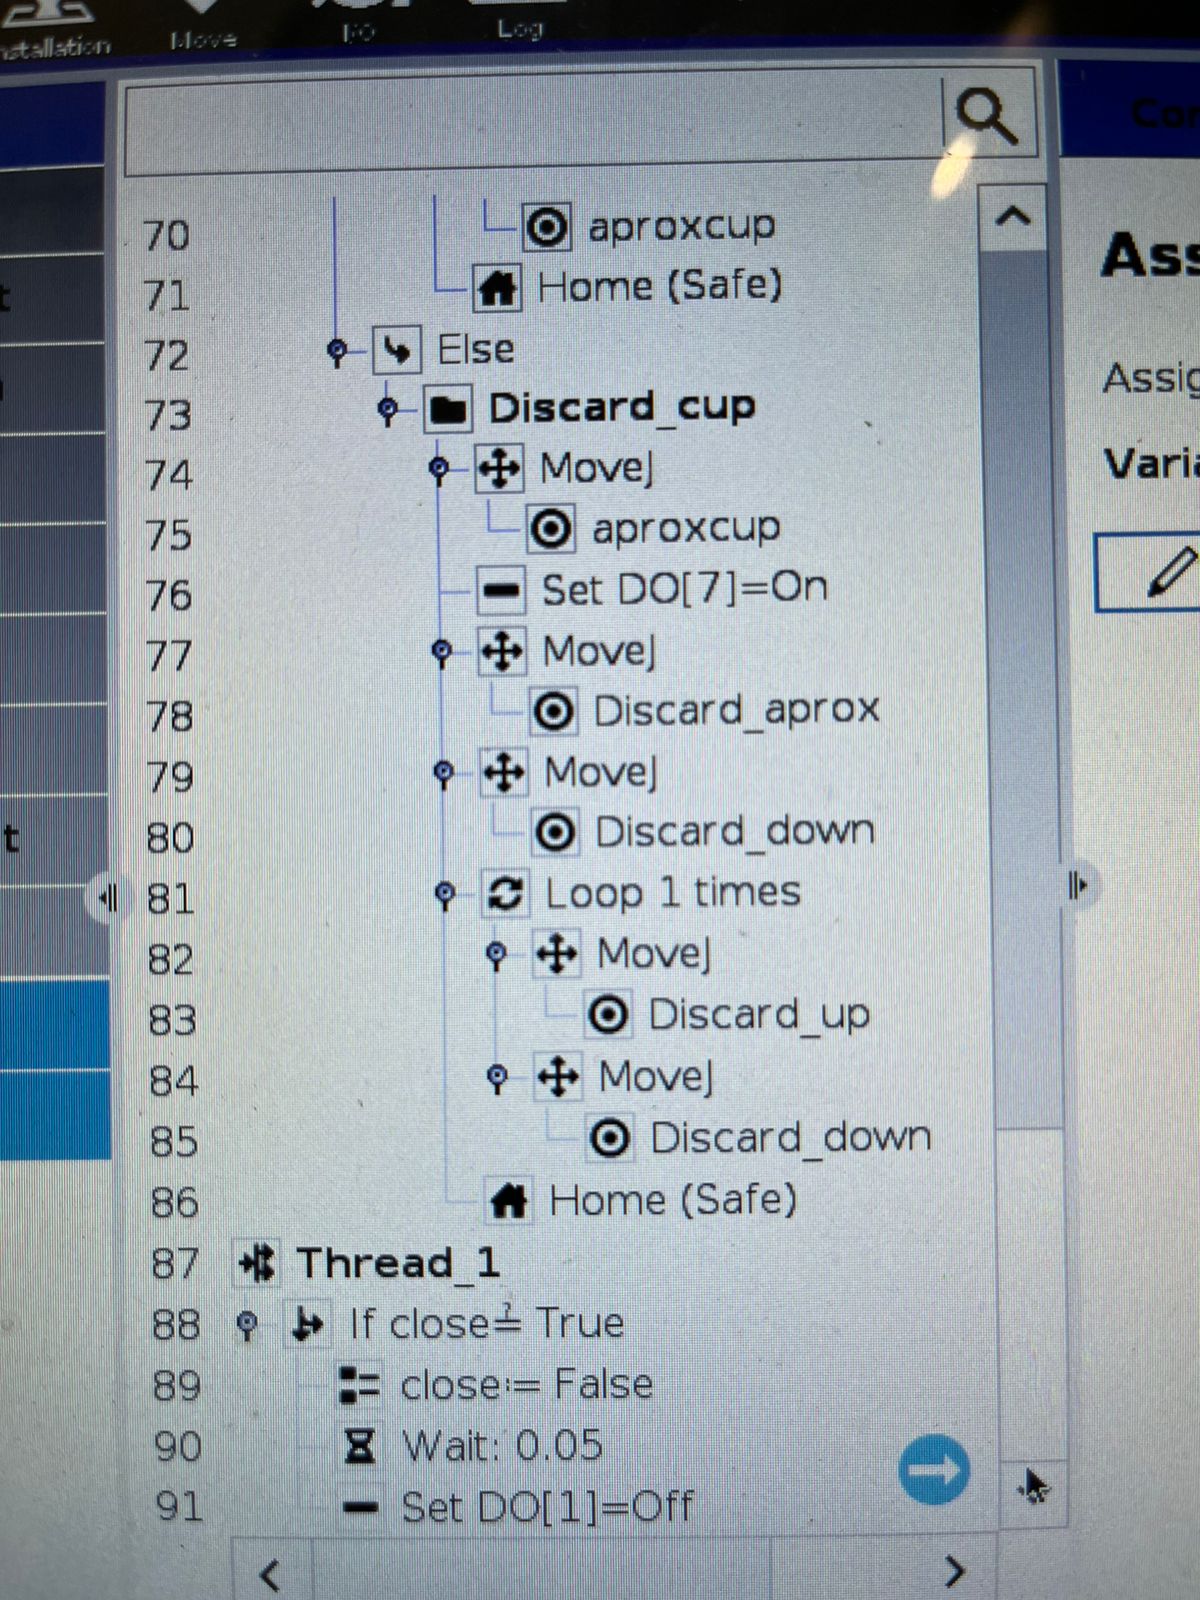 nstallation Move I/O Log
Cor
70 aproxcup
71 Home (Safe)
Ass
72 Else
Assig
73 Discard_cup
74 MoveJ
Varia
75 aproxcup
76 Set DO[7]=On
77 MoveJ
78 Discard_aprox
79 MoveJ
80 Discard_down
t
81 Loop 1 times
82 MoveJ
83 Discard_up
84 MoveJ
85 Discard_down
86 Home (Safe)
87 Thread_1
88 If close≟ True
89 close≔ False
90 Wait: 0.05
91 Set DO[1]=Off